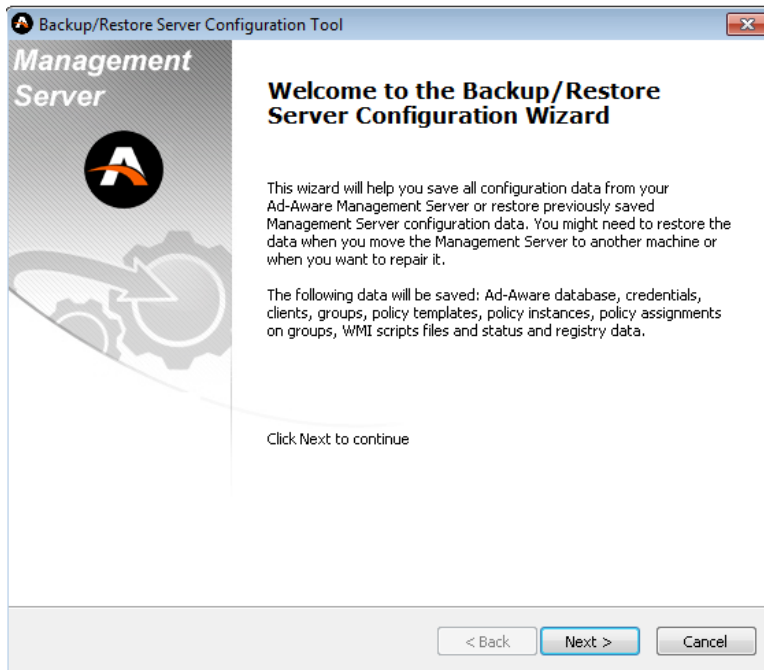 Backup/Restore Server Configuration Tool
Management
Server
Welcome to the Backup/Restore
Server Configuration Wizard
This wizard will help you save all configuration data from your
Ad-Aware Management Server or restore previously saved
Management Server configuration data. You might need to restore the
data when you move the Management Server to another machine or
when you want to repair it.
The following data will be saved: Ad-Aware database, credentials,
clients, groups, policy templates, policy instances, policy assignments
on groups, WMI scripts files and status and registry data.
Click Next to continue
< Back Next > Cancel